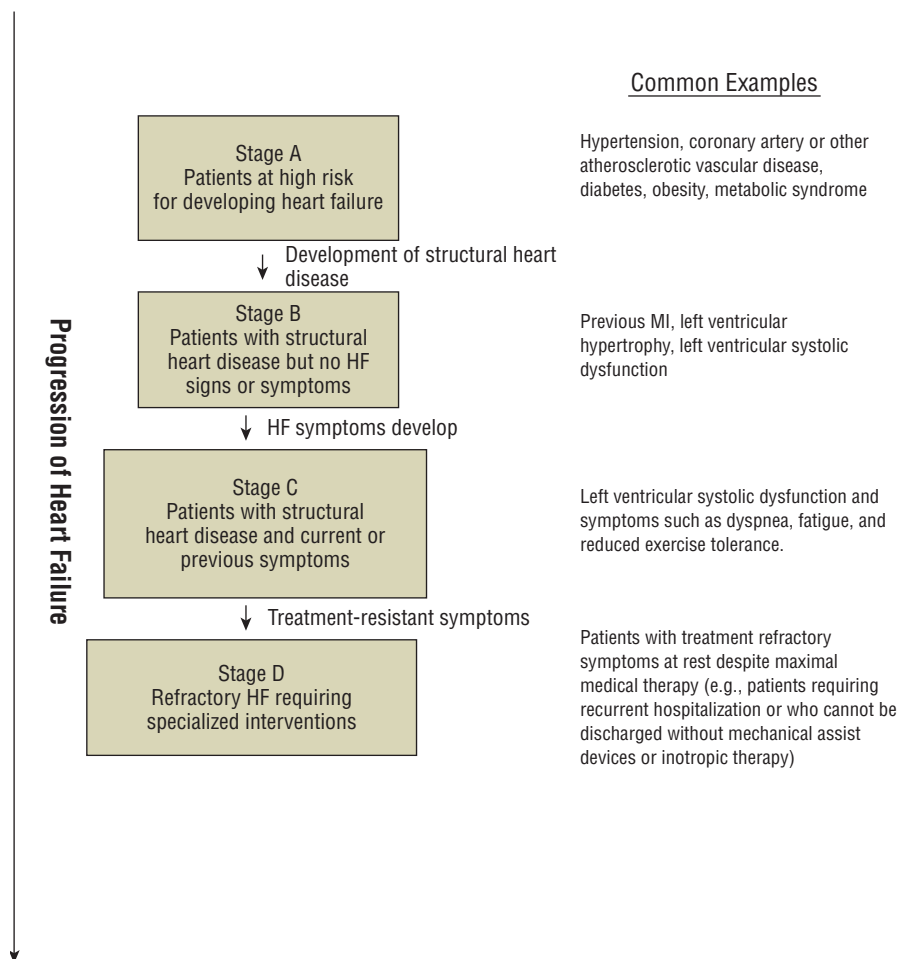 Common Examples
Stage A
Patients at high risk
for developing heart failure
Hypertension, coronary artery or other
atherosclerotic vascular disease,
diabetes, obesity, metabolic syndrome
Development of structural heart
disease
Stage B
Patients with structural
heart disease but no HF
signs or symptoms
Previous MI, left ventricular
hypertrophy, left ventricular systolic
dysfunction
HF symptoms develop
Stage C
Patients with structural
heart disease and current or
previous symptoms
Left ventricular systolic dysfunction and
symptoms such as dyspnea, fatigue, and
reduced exercise tolerance.
Treatment-resistant symptoms
Stage D
Refractory HF requiring
specialized interventions
Patients with treatment refractory
symptoms at rest despite maximal
medical therapy (e.g., patients requiring
recurrent hospitalization or who cannot be
discharged without mechanical assist
devices or inotropic therapy)
Progression of Heart Failure